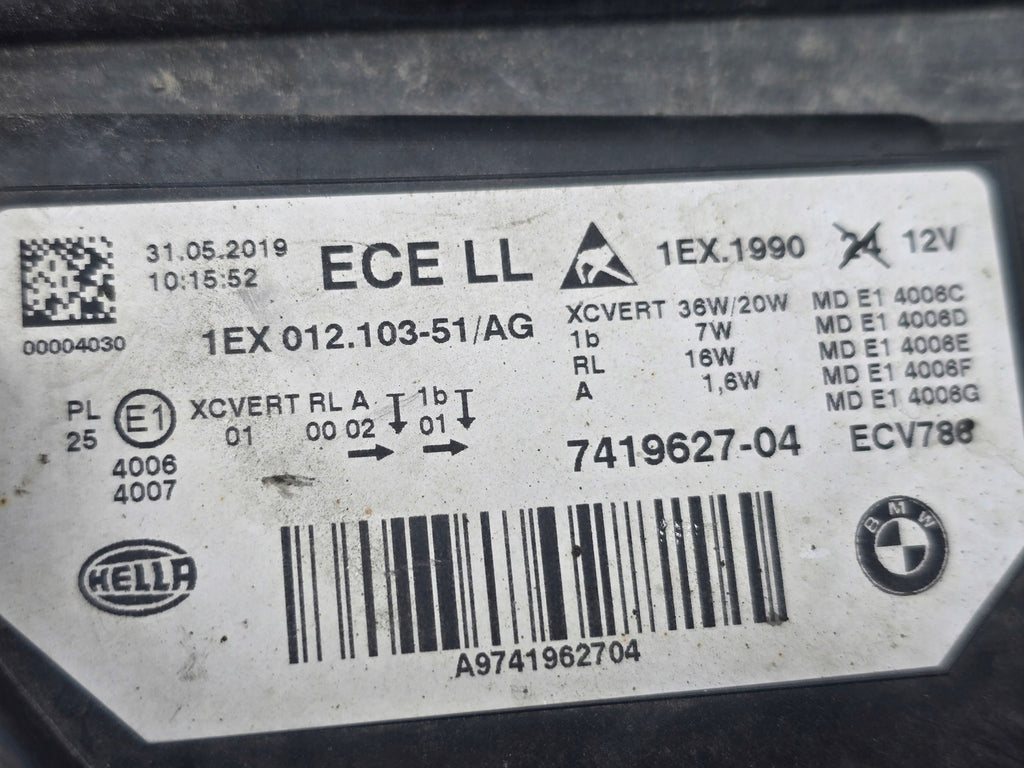 31.05.2019
10:15:52
00004030
ECE LL
1EX 012.103-51/AG
1EX.1990 24 12V
XCVERT 36W/20W
1b 7W
RL 16W
A 1,6W
MD E1 4006C
MD E1 4006D
MD E1 4006E
MD E1 4006F
MD E1 4006G
PL
25
E1
4006
4007
XCVERT RL A 1b
01 00 02 01
7419627-04
ECV786
HELLA
BMW
A9741962704